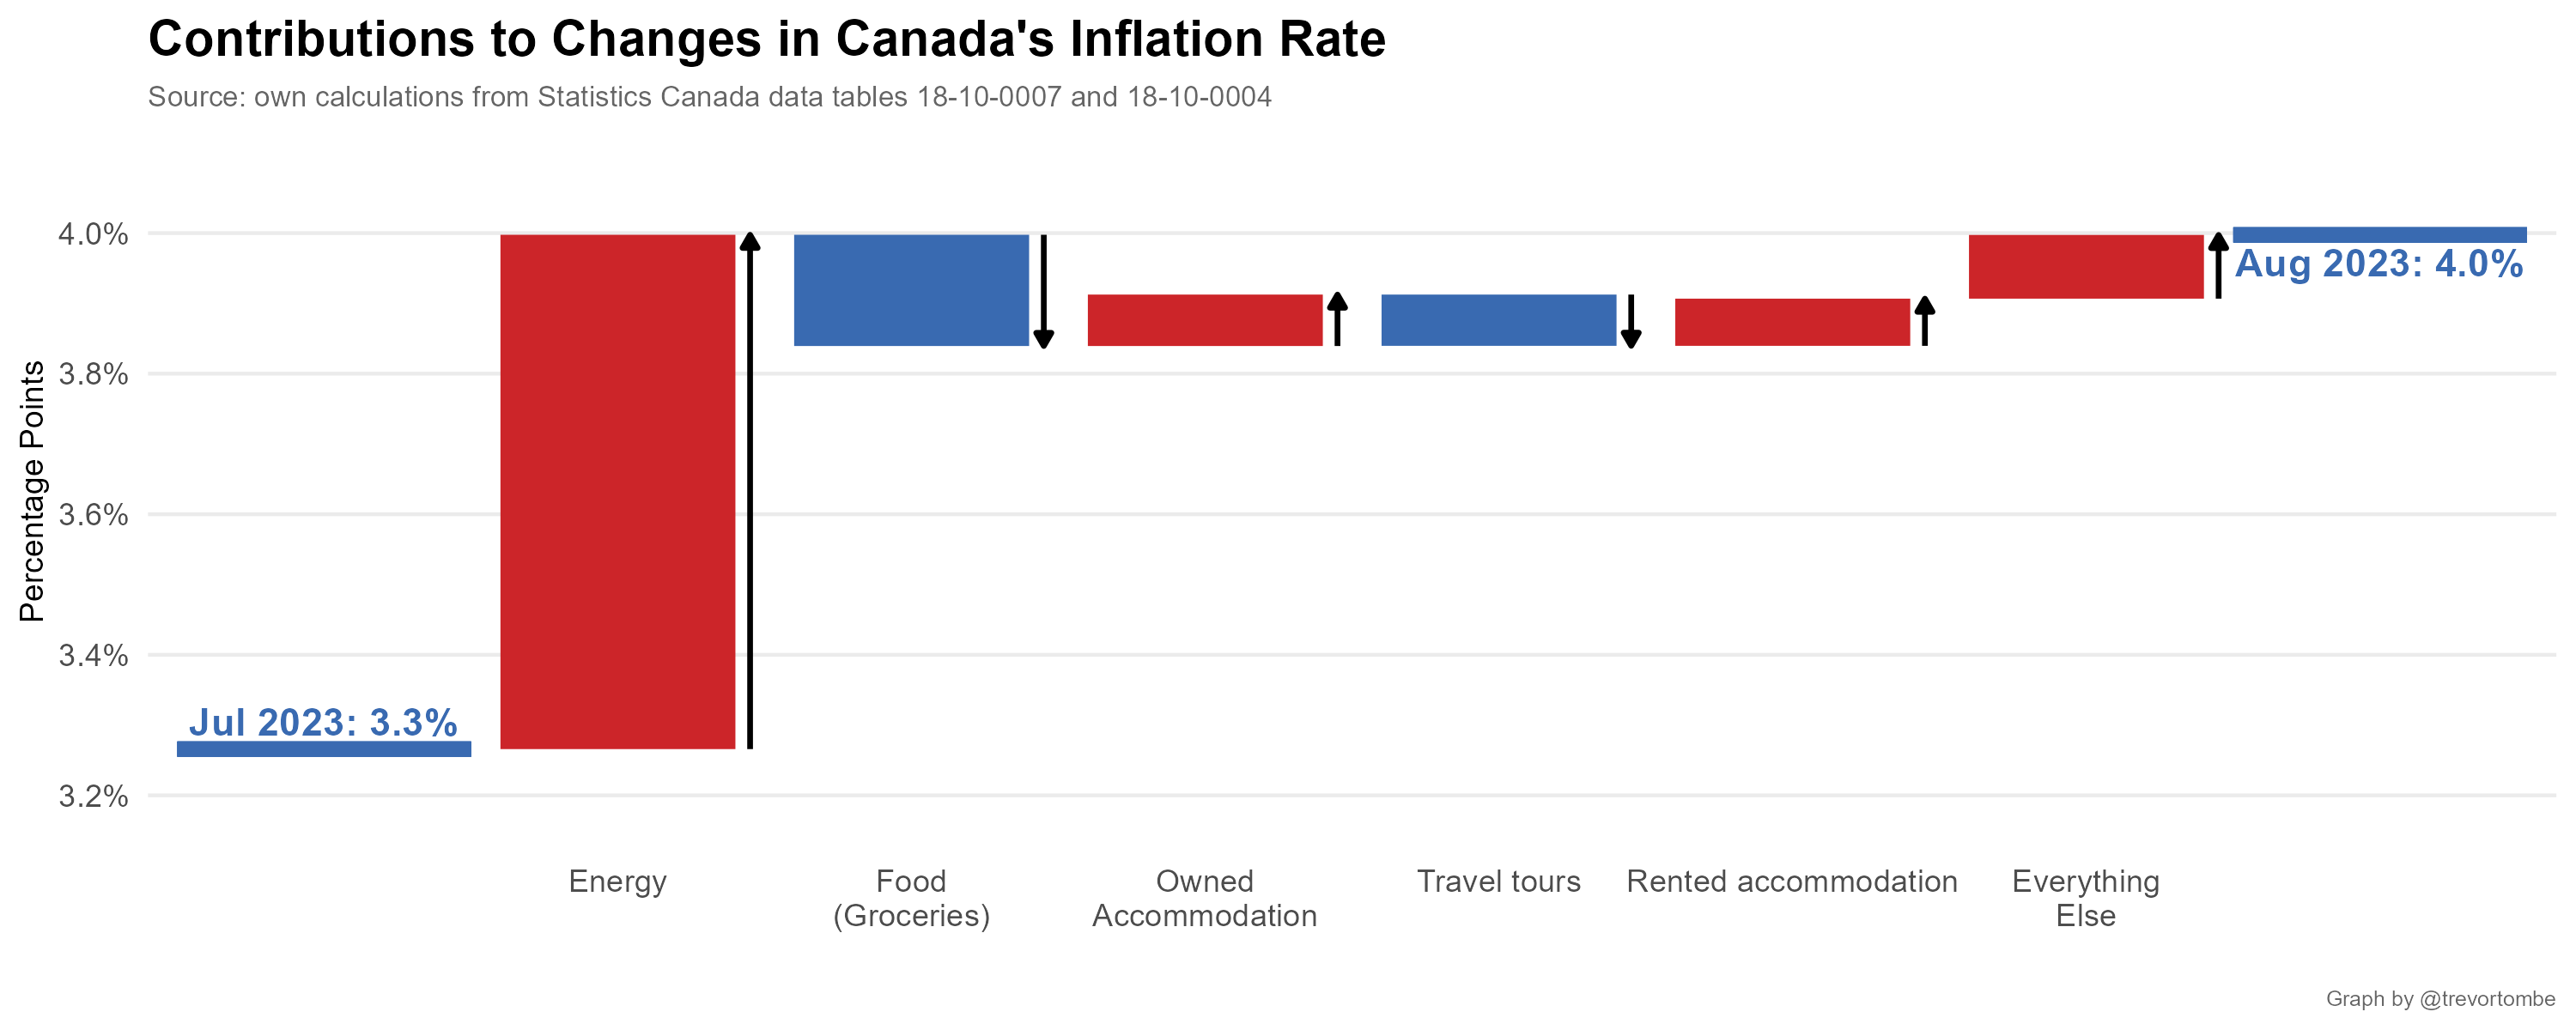 Contributions to Changes in Canada's Inflation Rate
Source: own calculations from Statistics Canada data tables 18-10-0007 and 18-10-0004
Percentage Points
4.0%
3.8%
3.6%
3.4%
3.2%
Jul 2023: 3.3%
Aug 2023: 4.0%
Energy
Food
(Groceries)
Owned
Accommodation
Travel tours
Rented accommodation
Everything
Else
Graph by @trevortombe